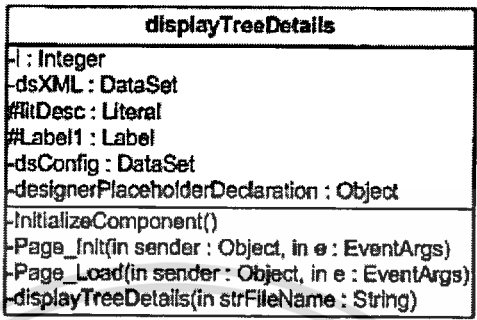 displayTreeDetails
-i : Integer
-dsXML : DataSet
#litDesc : Literal
#Label1 : Label
-dsConfig : DataSet
-designerPlaceholderDeclaration : Object
-InitializeComponent()
-Page_Init(in sender : Object, in e : EventArgs)
-Page_Load(in sender : Object, in e : EventArgs)
-displayTreeDetails(in strFileName : String)